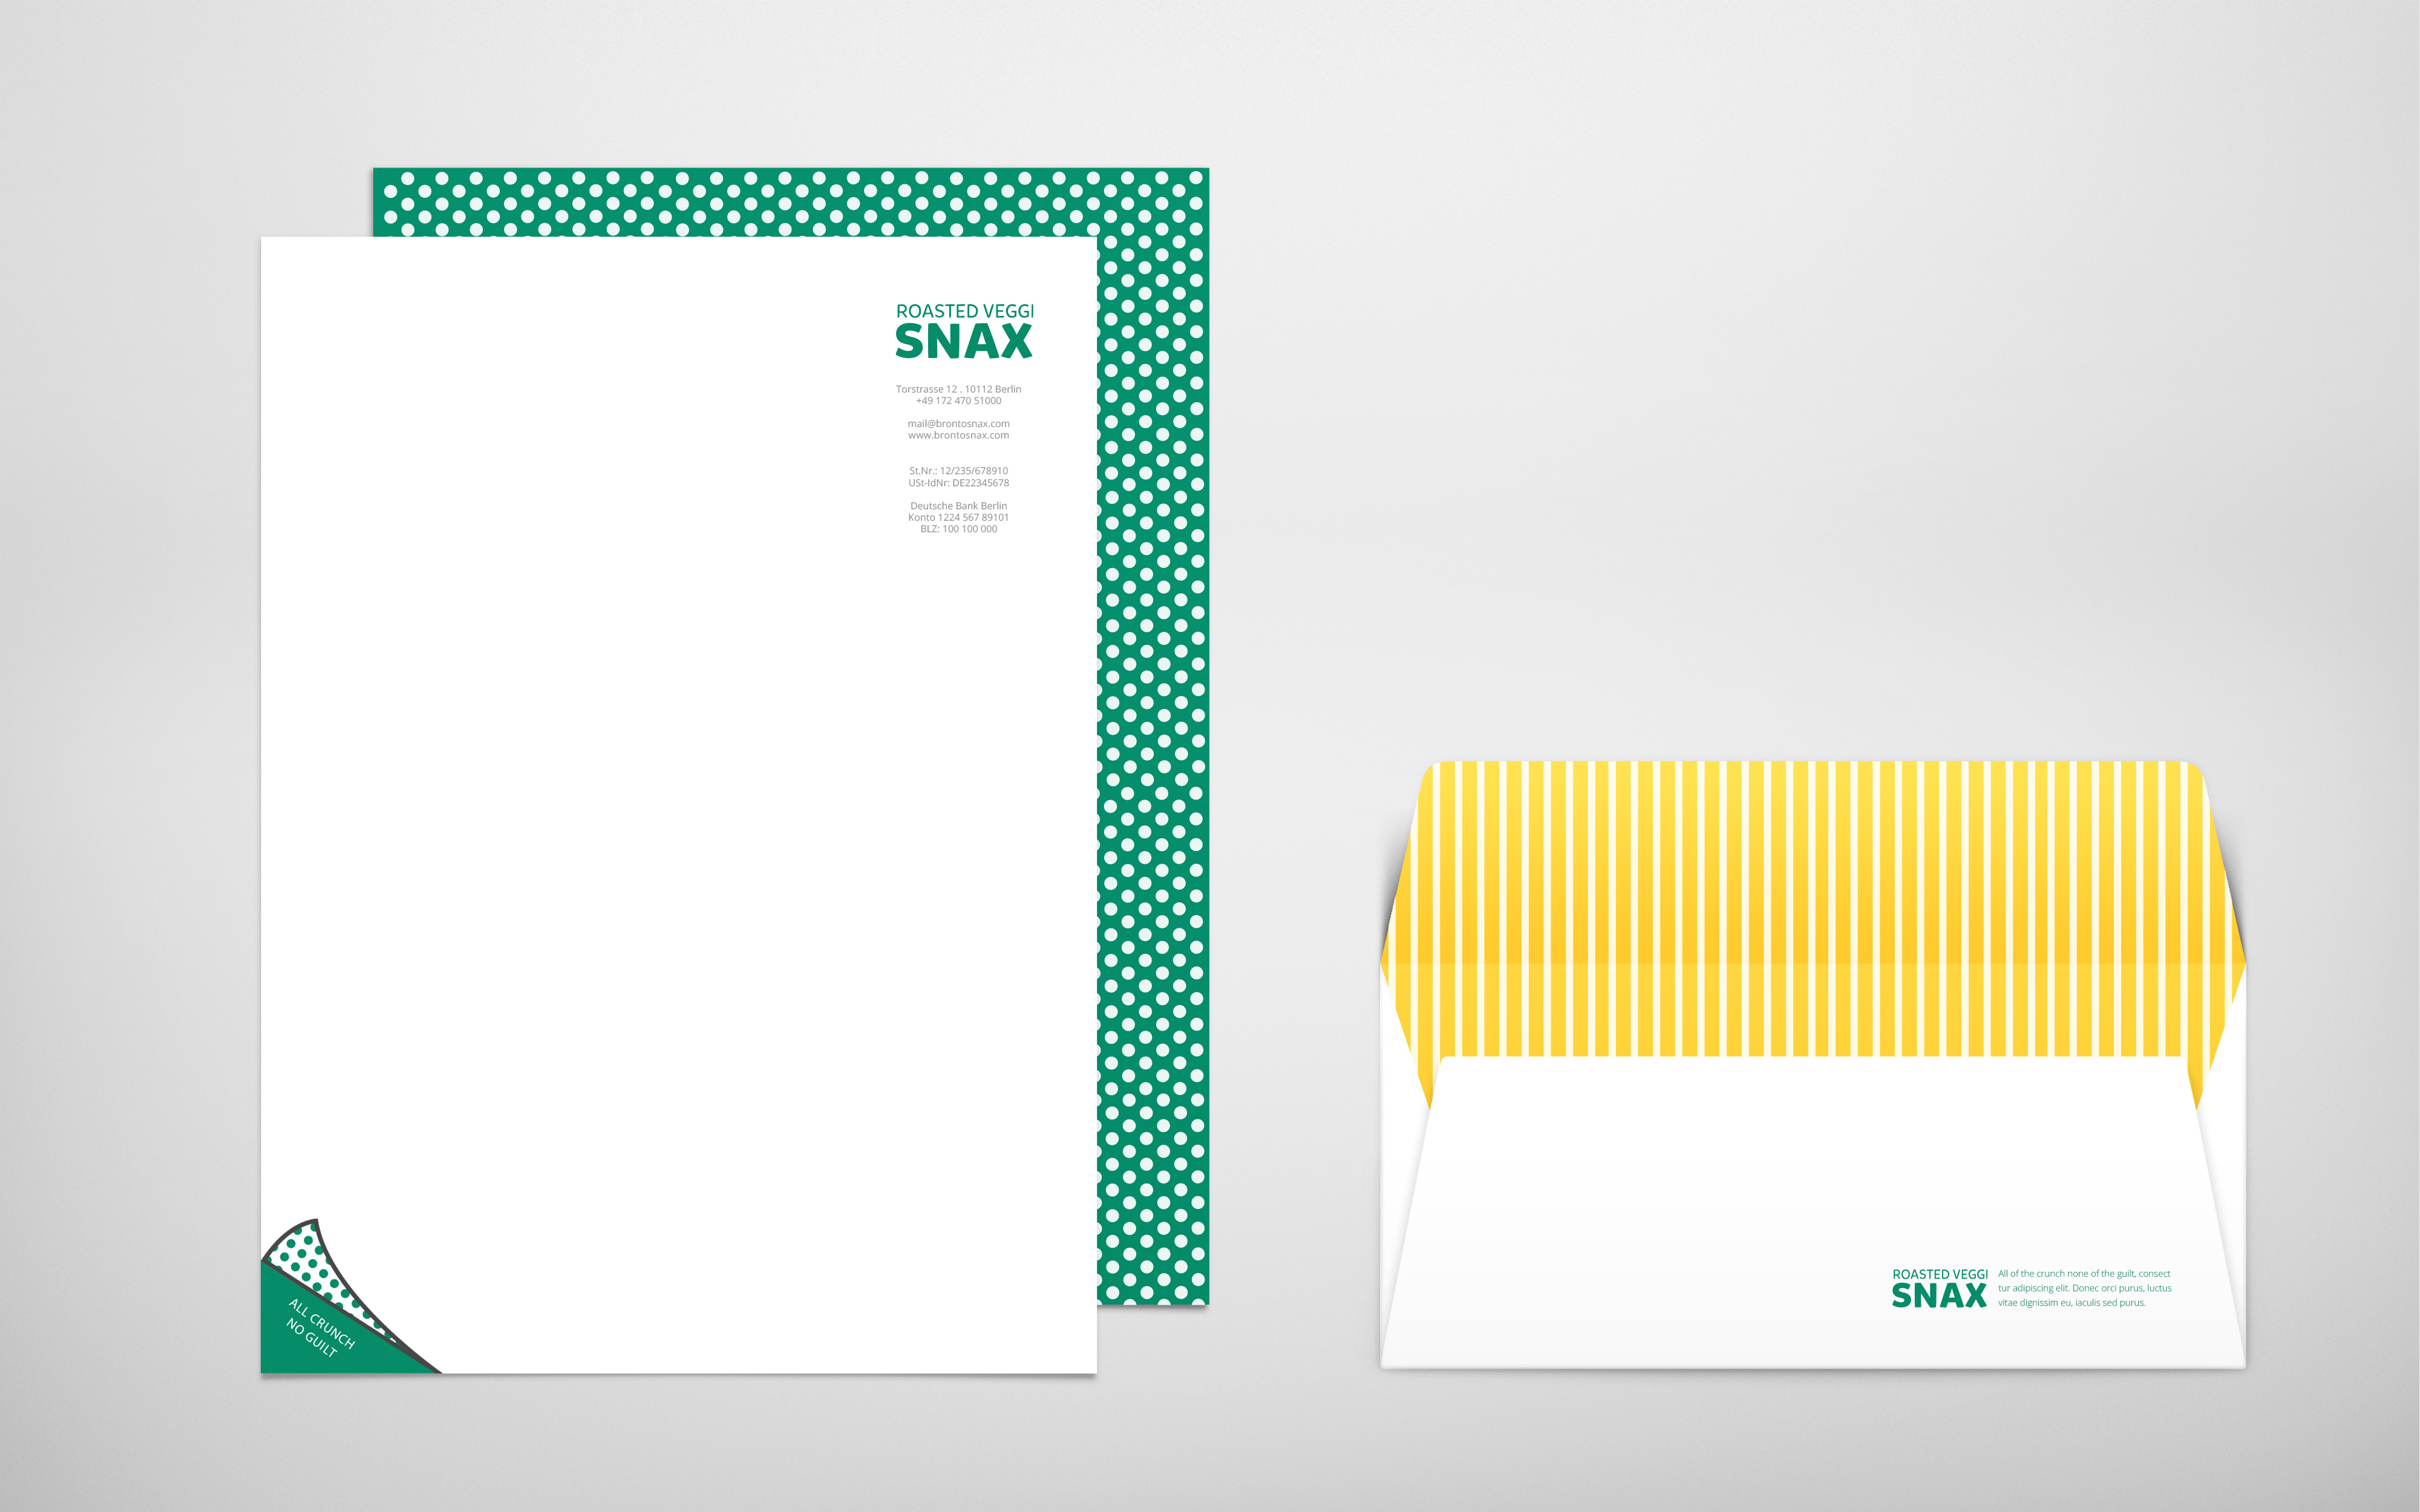 ROASTED VEGGI
SNAX
Torstrasse 12 . 10112 Berlin
+49 172 470 51000
mail@brontosnax.com
www.brontosnax.com
St.Nr.: 12/235/678910
USt-IdNr: DE22345678
Deutsche Bank Berlin
Konto 1224 567 89101
BLZ: 100 100 000
ALL CRUNCH
NO GUILT
ROASTED VEGGI
SNAX
All of the crunch none of the guilt, consect
tur adipiscing elit. Donec orci purus, luctus
vitae dignissim eu, iaculis sed purus.